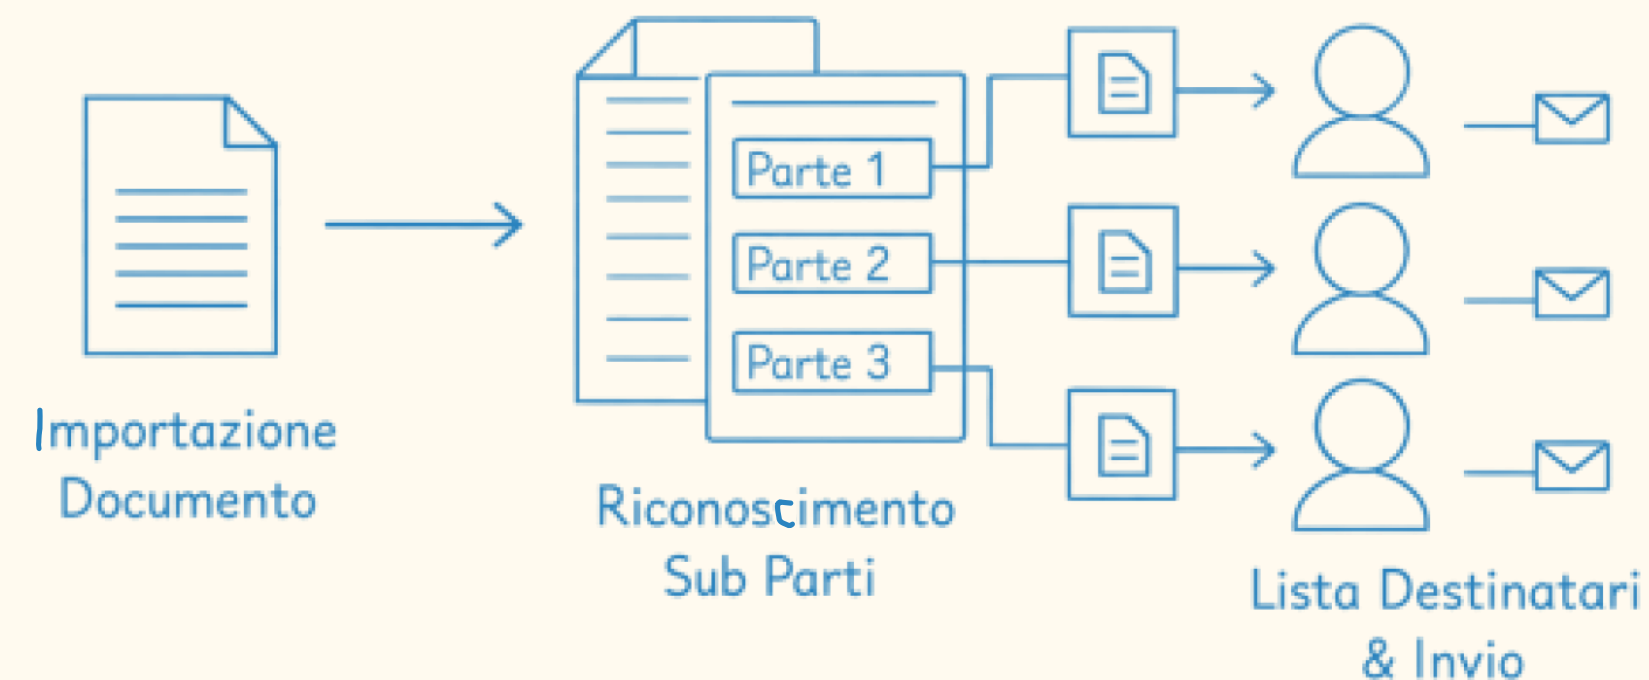 Parte 1
Parte 2
Parte 3
Importazione
Documento
Riconoscimento
Sub Parti
Lista Destinatari
& Invio